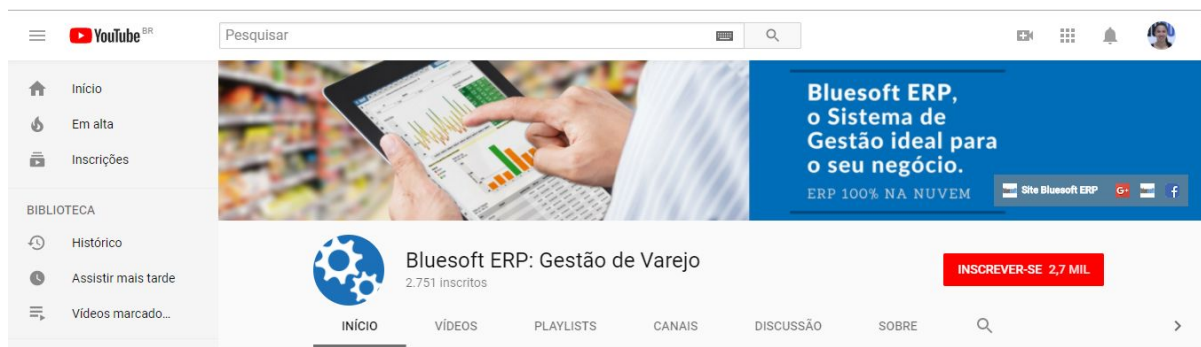 YouTube BR
Pesquisar
Início
Em alta
Inscrições
BIBLIOTECA
Histórico
Assistir mais tarde
Vídeos marcado...
Bluesoft ERP,
o Sistema de
Gestão ideal para
o seu negócio.
ERP 100% NA NUVEM
Site Bluesoft ERP
G+
f
Bluesoft ERP: Gestão de Varejo
2.751 inscritos
INSCREVER-SE 2,7 MIL
INÍCIO VÍDEOS PLAYLISTS CANAIS DISCUSSÃO SOBRE